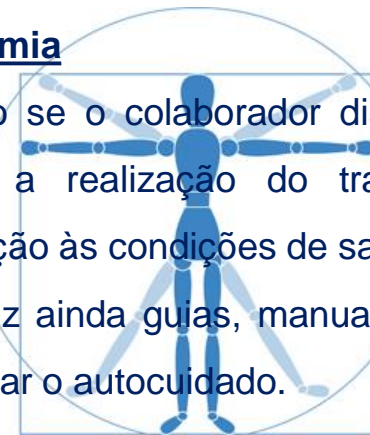 mia
o se o colaborador di
a realização do tra
ção às condições de sa
z ainda guias, manua
ar o autocuidado.